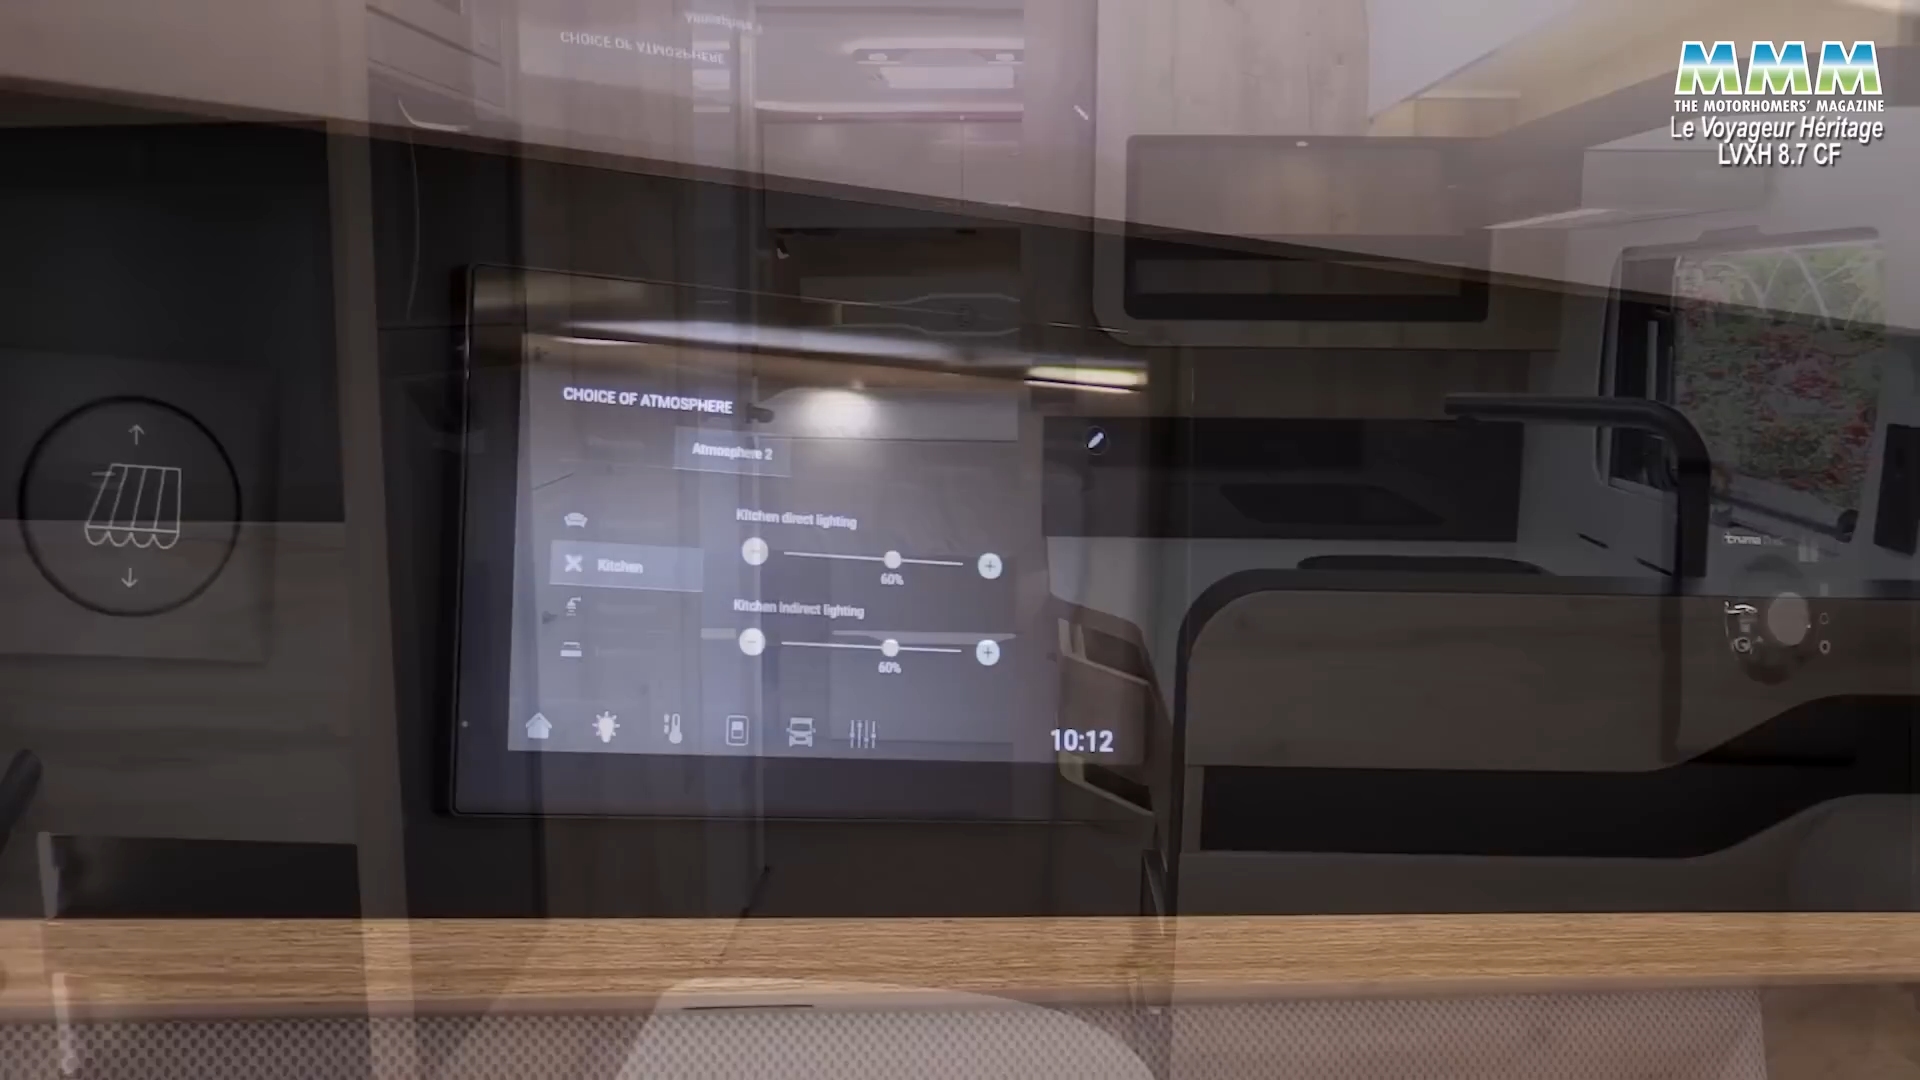 CHOICE OF ATMOSPHERE
MMM
THE MOTORHOMERS' MAGAZINE
Le Voyageur Héritage
LVXH 8.7 CF
CHOICE OF ATMOSPHERE
Atmosphere 2
Kitchen direct lighting
60%
Kitchen
Kitchen indirect lighting
60%
10:12
truma